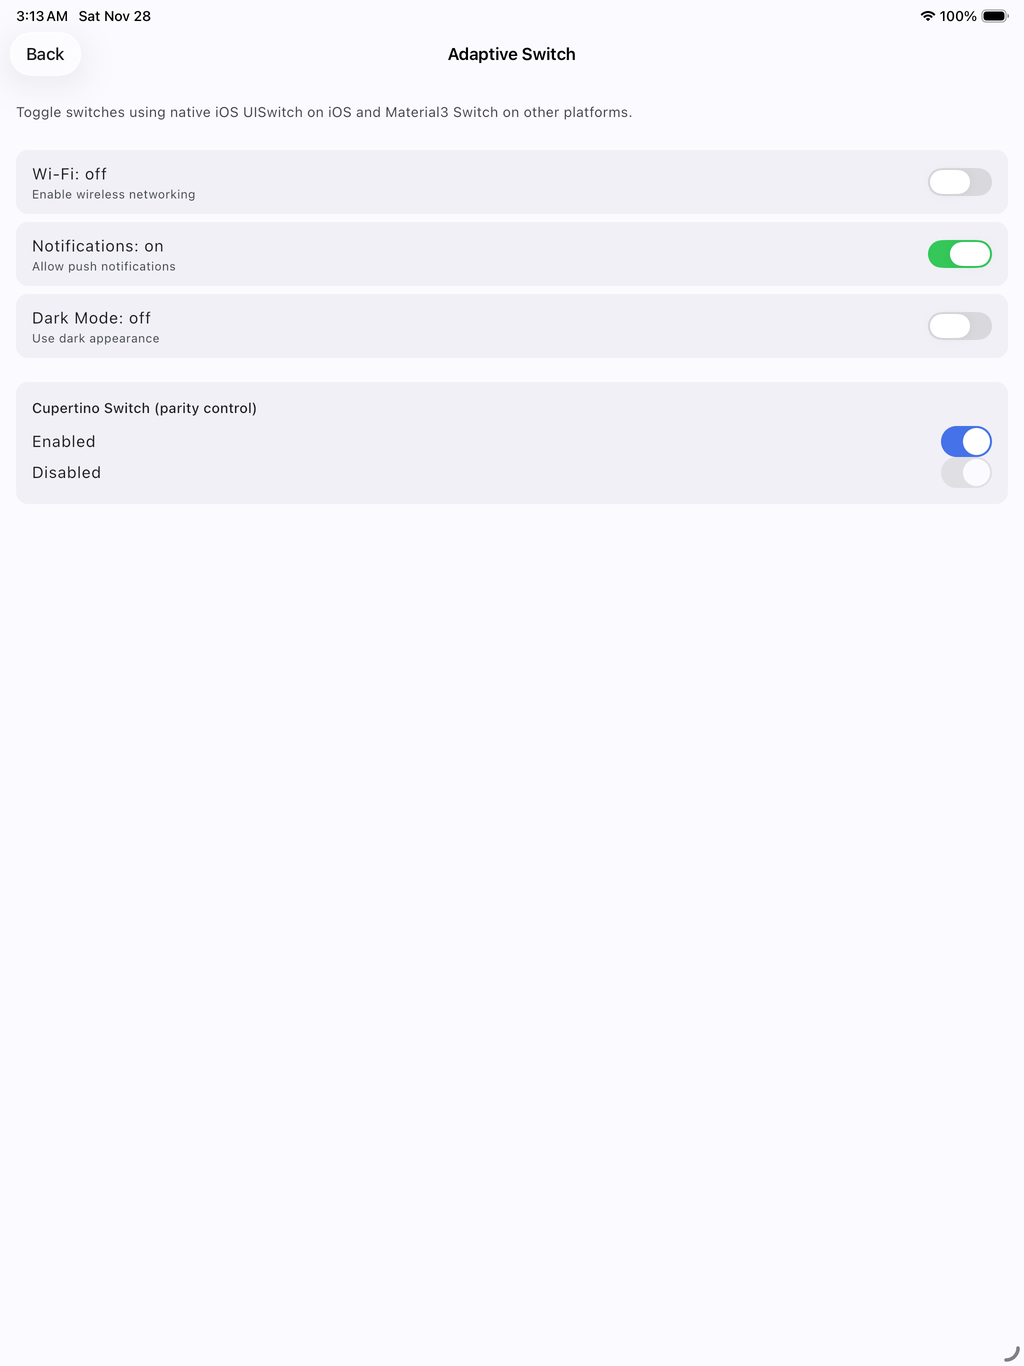 3:13 AM Sat Nov 28
100%
Back
Adaptive Switch
Toggle switches using native iOS UISwitch on iOS and Material3 Switch on other platforms.
Wi-Fi: off
Enable wireless networking
Notifications: on
Allow push notifications
Dark Mode: off
Use dark appearance
Cupertino Switch (parity control)
Enabled
Disabled